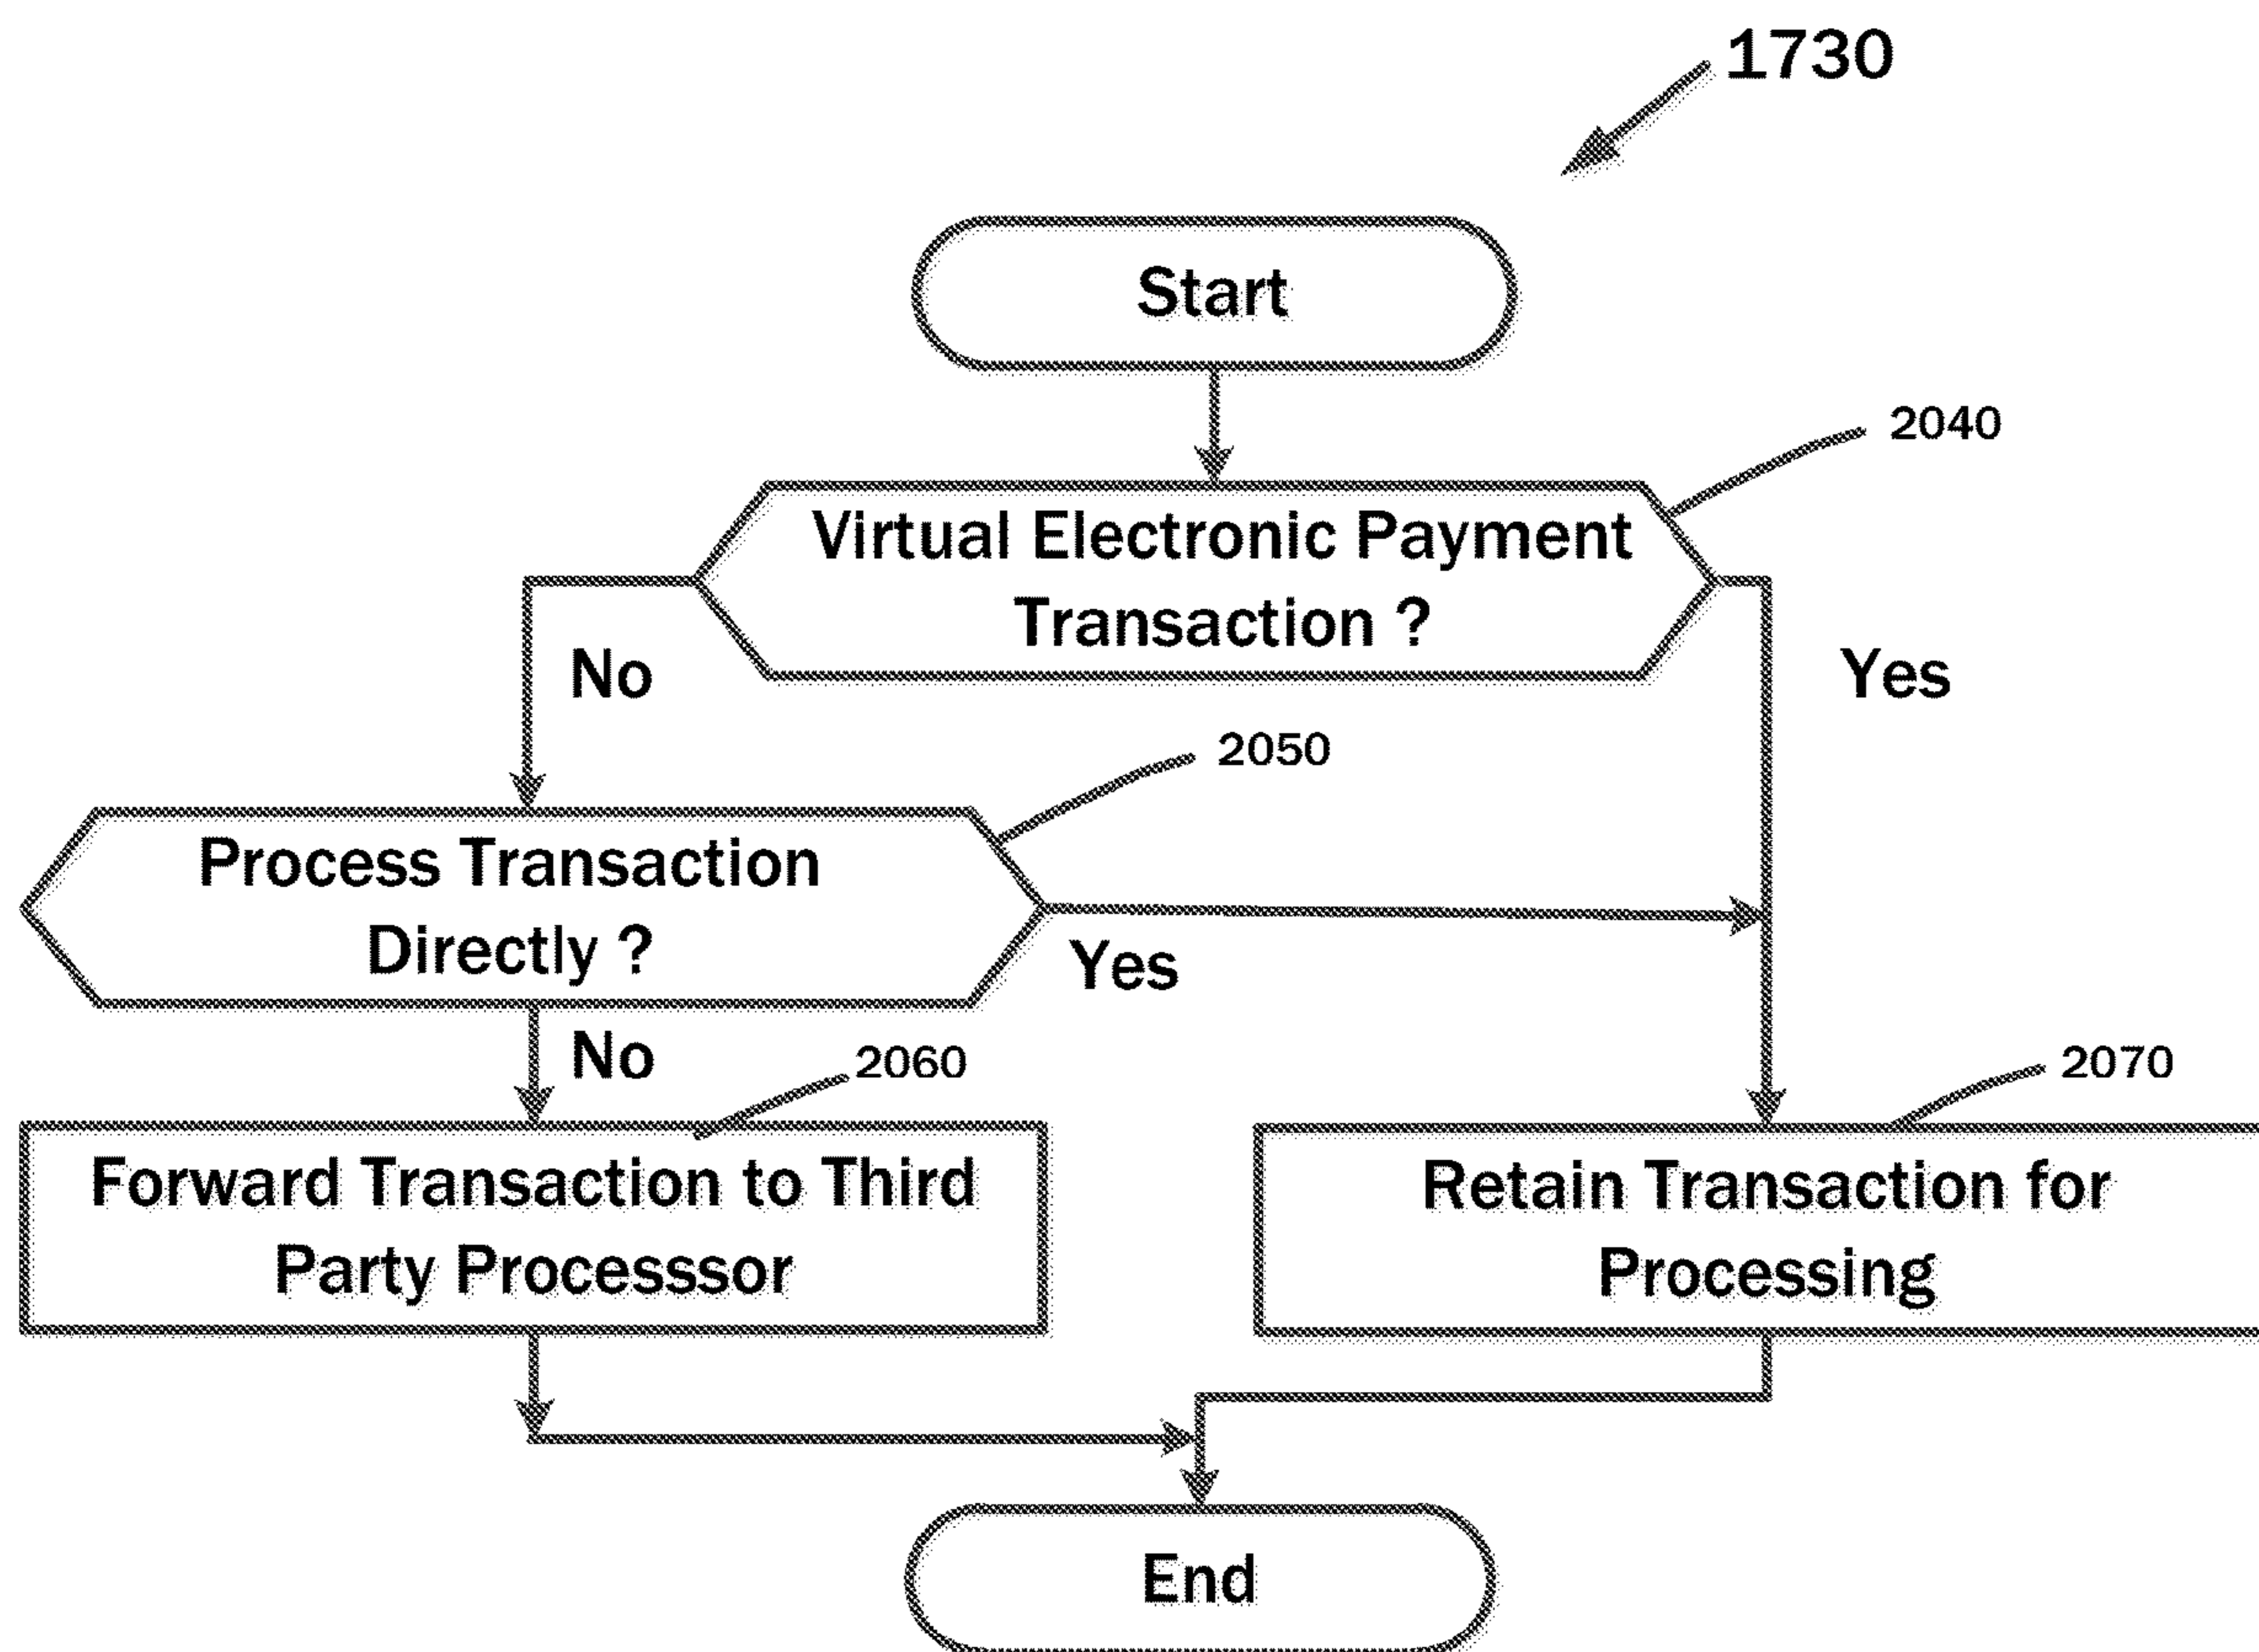 1730
Start
2040
Virtual Electronic Payment
Transaction ?
No
Yes
2050
Process Transaction
Directly ?
Yes
No
2060
2070
Forward Transaction to Third
Party Processsor
Retain Transaction for
Processing
End